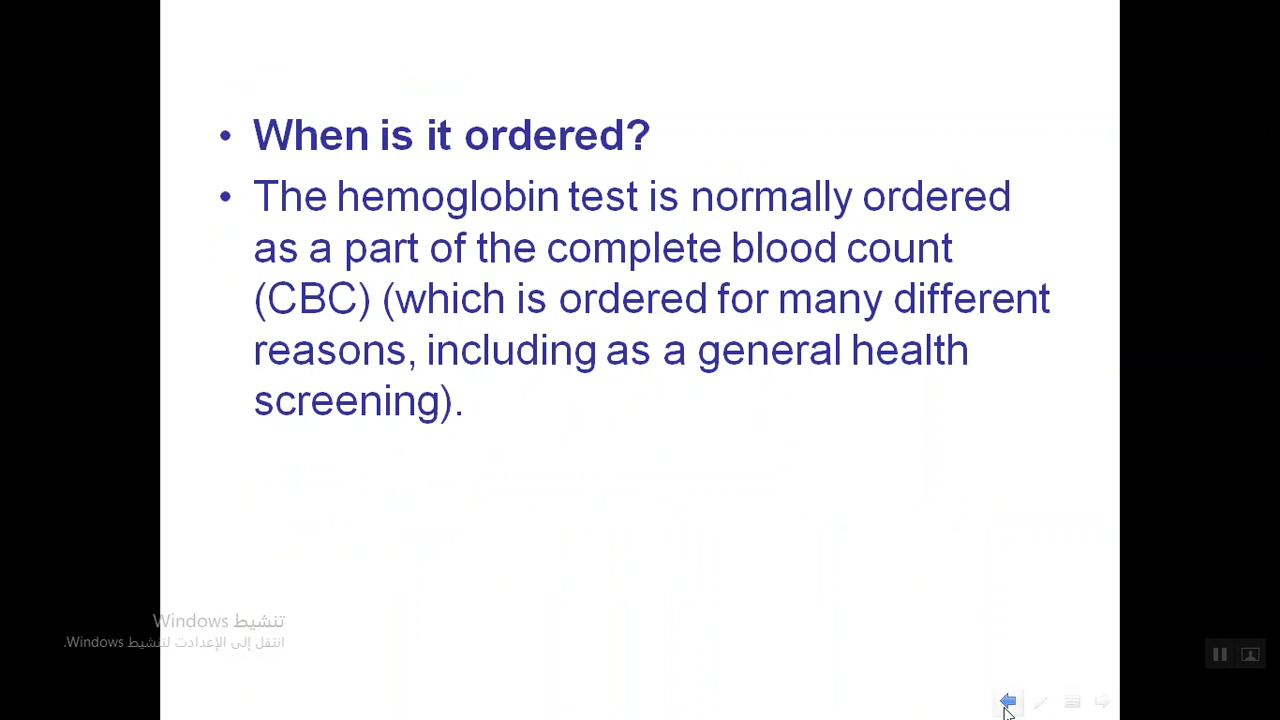 • When is it ordered?
• The hemoglobin test is normally ordered
as a part of the complete blood count
(CBC) (which is ordered for many different
reasons, including as a general health
screening).
تنشيط Windows
انتقل إلى الإعدادات لتنشيط Windows.